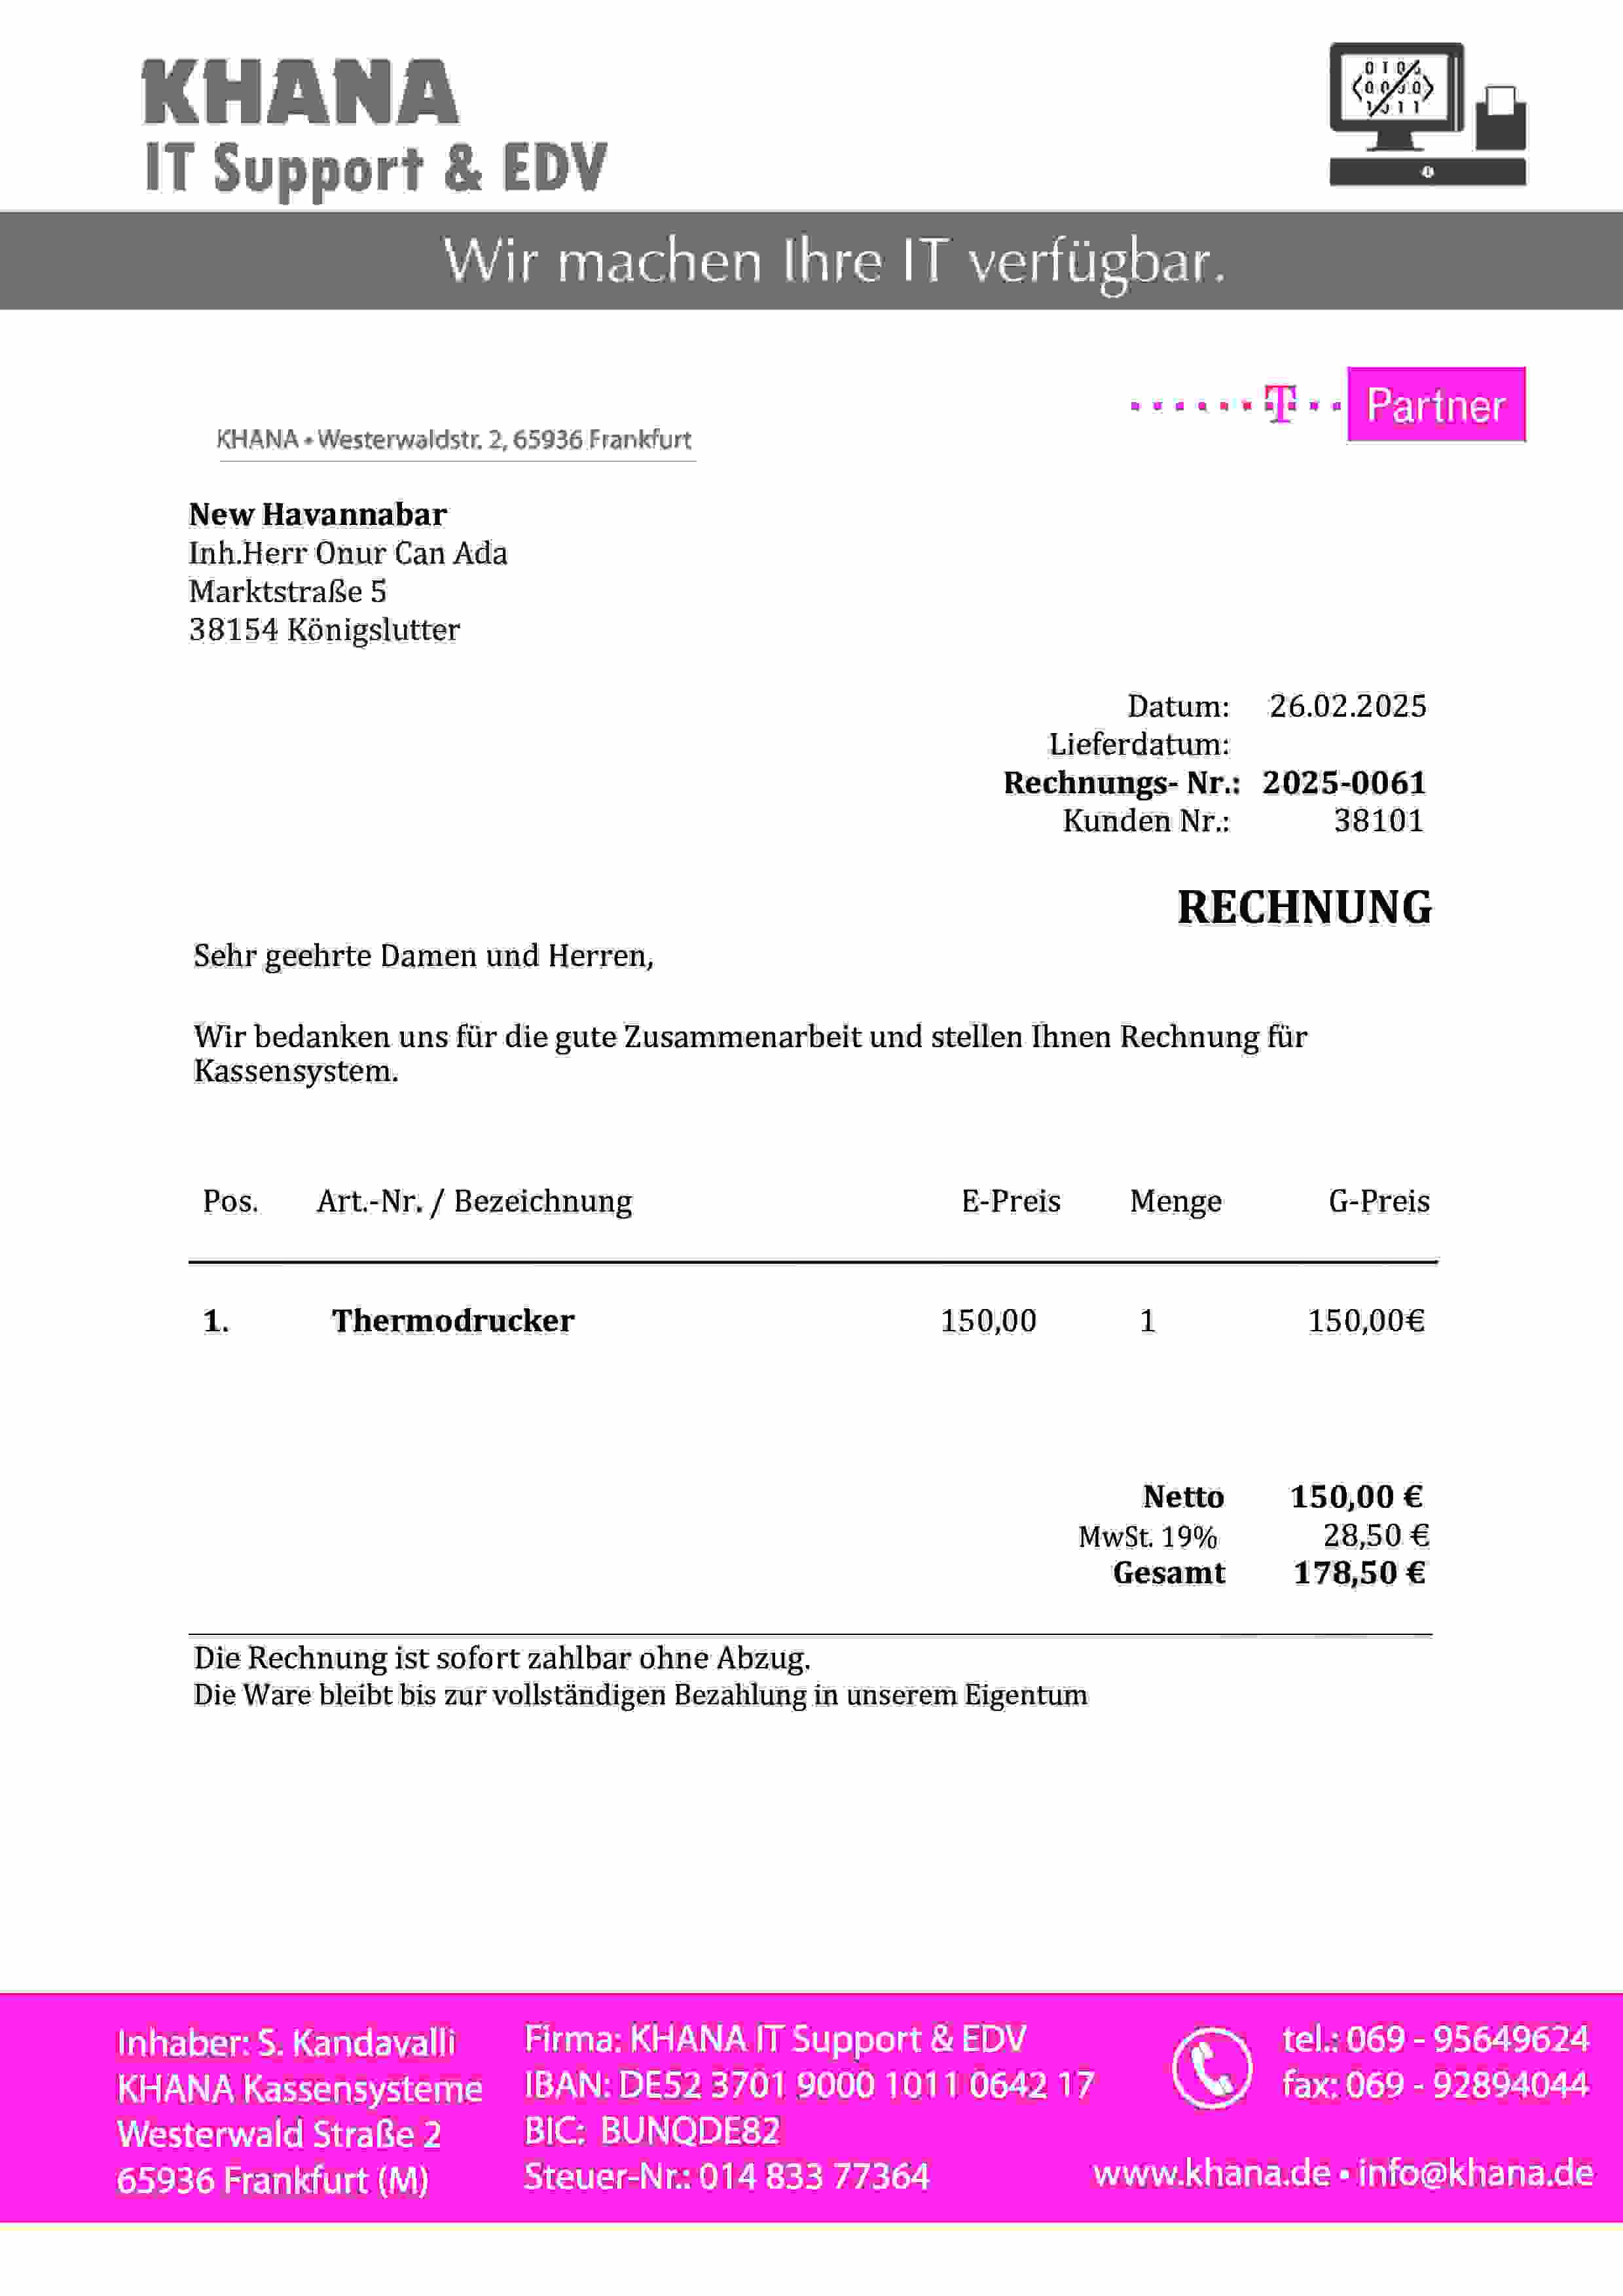 KHANA
IT Support & EDV
Wir machen Ihre IT verfügbar.
T Partner
KHANA • Westerwaldstr. 2, 65936 Frankfurt
New Havannabar
Inh.Herr Onur Can Ada
Marktstraße 5
38154 Königslutter
Datum: 26.02.2025
Lieferdatum:
Rechnungs- Nr.: 2025-0061
Kunden Nr.: 38101
RECHNUNG
Sehr geehrte Damen und Herren,
Wir bedanken uns für die gute Zusammenarbeit und stellen Ihnen Rechnung für
Kassensystem.
Pos. Art.-Nr. / Bezeichnung E-Preis Menge G-Preis
1. Thermodrucker 150,00 1 150,00€
Netto 150,00 €
MwSt. 19% 28,50 €
Gesamt 178,50 €
Die Rechnung ist sofort zahlbar ohne Abzug.
Die Ware bleibt bis zur vollständigen Bezahlung in unserem Eigentum
Inhaber: S. Kandavalli
KHANA Kassensysteme
Westerwald Straße 2
65936 Frankfurt (M)
Firma: KHANA IT Support & EDV
IBAN: DE52 3701 9000 1011 0642 17
BIC: BUNQDE82
Steuer-Nr.: 014 833 77364
tel.: 069 - 95649624
fax: 069 - 92894044
www.khana.de • info@khana.de